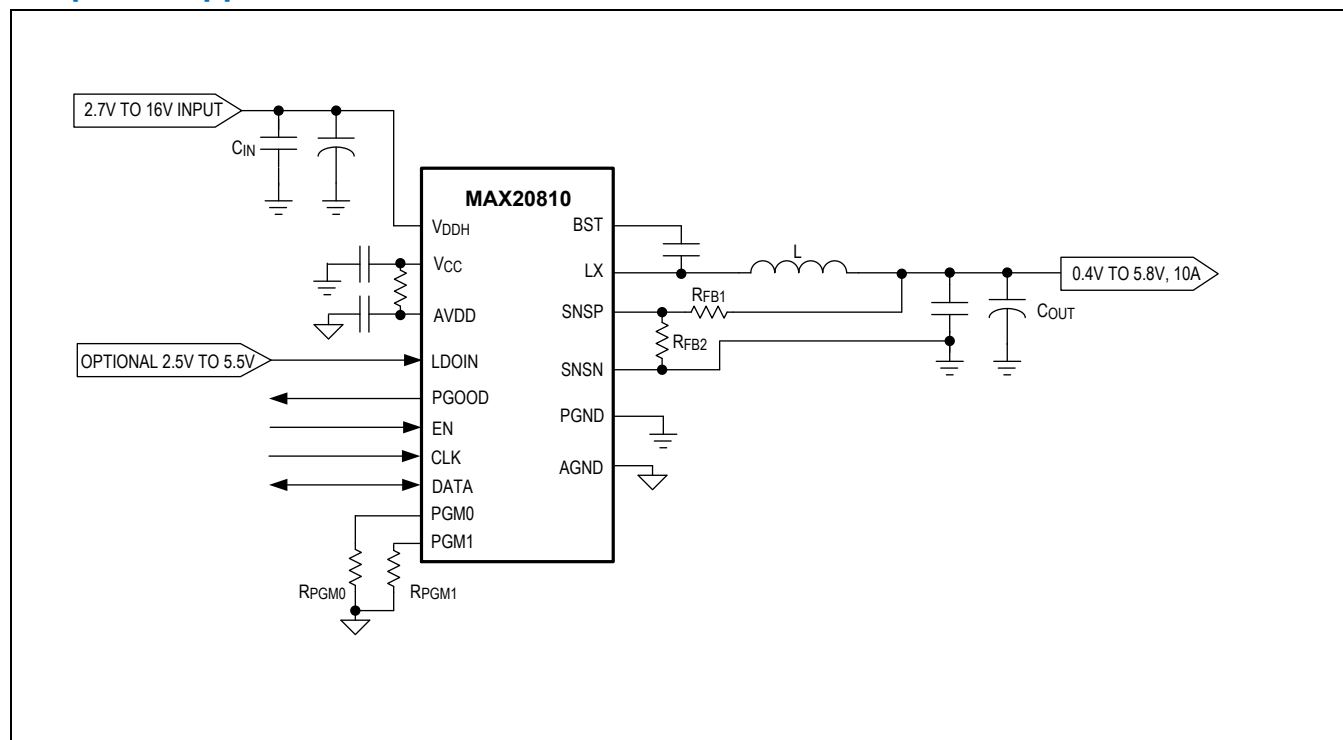 2.7V TO 16V INPUT
CIN
MAX20810
VDDH
BST
VCC
LX
L
0.4V TO 5.8V, 10A
AVDD
SNSP
RFB1
COUT
RFB2
OPTIONAL 2.5V TO 5.5V
LDOIN
SNSN
PGOOD
PGND
EN
CLK
AGND
DATA
PGM0
PGM1
RPGM0
RPGM1